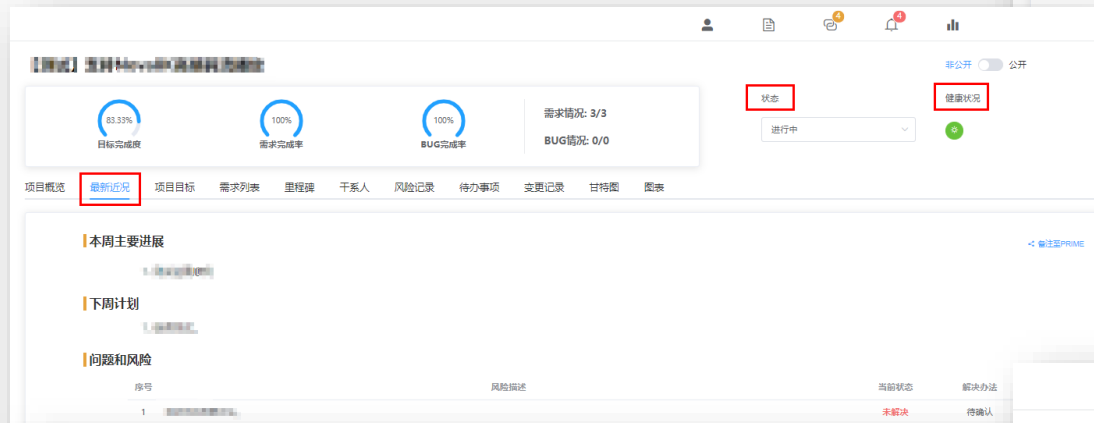 4
4
非公开 公开
83.33%
目标完成度
100%
需求完成率
100%
BUG完成率
需求情况: 3/3
BUG情况: 0/0
状态
进行中
健康状况
项目概览 最新近况 项目目标 需求列表 里程碑 干系人 风险记录 待办事项 变更记录 甘特图 图表
本周主要进展
备注至PRIME
下周计划
问题和风险
序号 风险描述 当前状态 解决办法
1 未解决 待确认